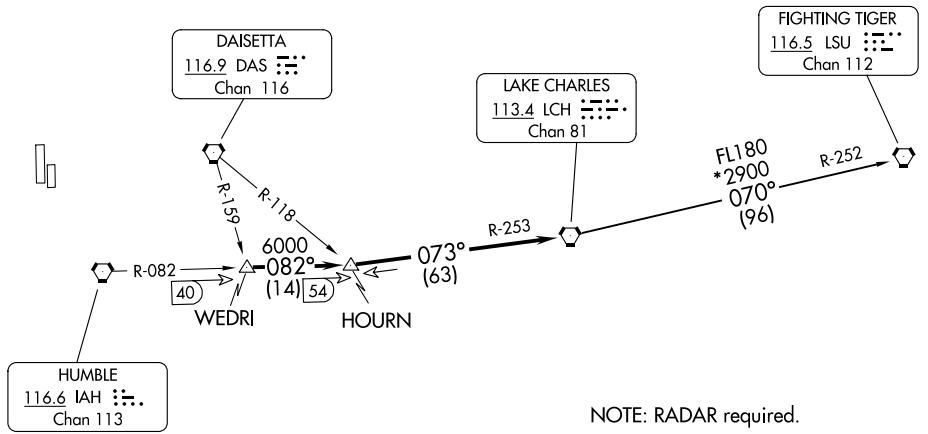 FIGHTING TIGER
116.5 LSU
Chan 112
DAISETTA
116.9 DAS
Chan 116
LAKE CHARLES
113.4 LCH
Chan 81
FL180
*2900
070°
(96)
R-252
R-159
R-118
R-253
073°
(63)
6000
082°
(14)
R-082
40
54
WEDRI
HOURN
HUMBLE
116.6 IAH
Chan 113
NOTE: RADAR required.